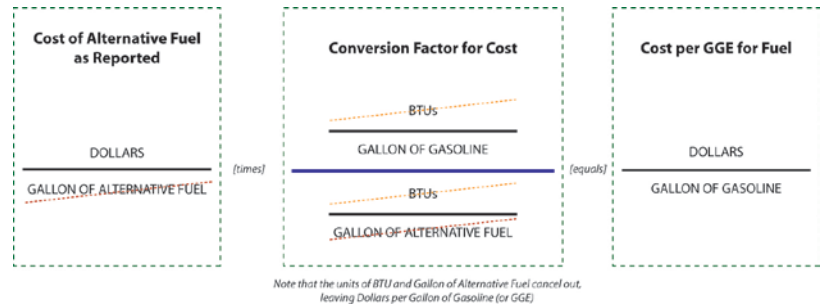 Cost of Alternative Fuel
as Reported
DOLLARS
GALLON OF ALTERNATIVE FUEL
[times]
Conversion Factor for Cost
BTUs
GALLON OF GASOLINE
BTUs
GALLON OF ALTERNATIVE FUEL
[equals]
Cost per GGE for Fuel
DOLLARS
GALLON OF GASOLINE
Note that the units of BTU and Gallon of Alternative Fuel cancel out,
leaving Dollars per Gallon of Gasoline (or GGE)